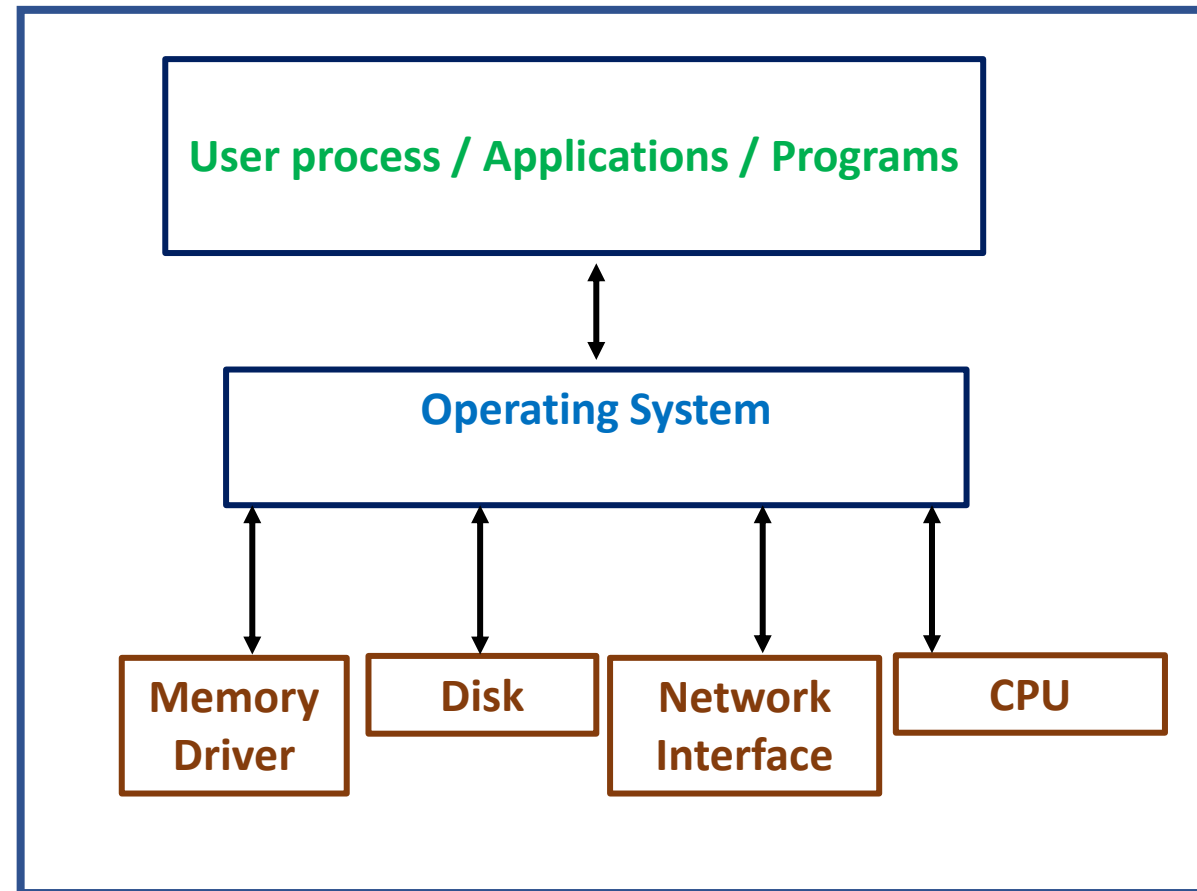 User process / Applications / Programs
Operating System
Memory
Driver
Disk
Network
Interface
CPU